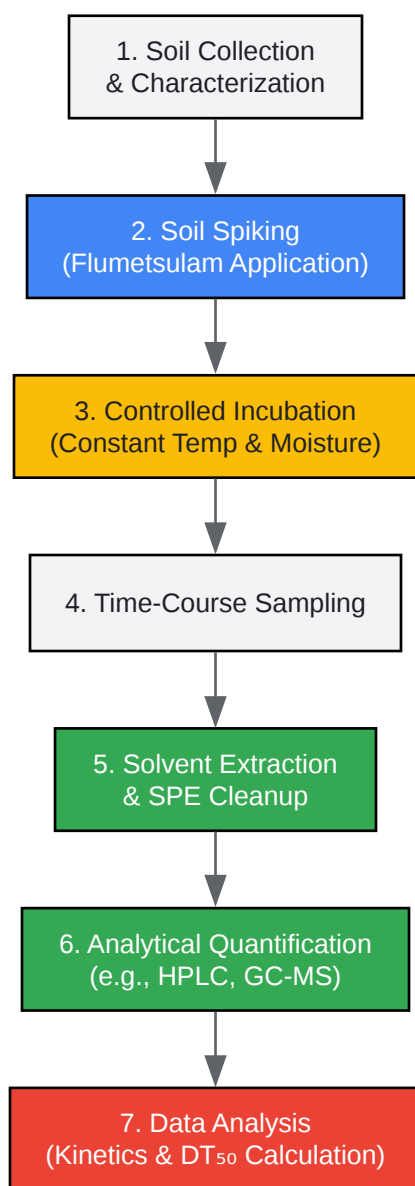 1. Soil Collection
& Characterization
2. Soil Spiking
(Flumetsulam Application)
3. Controlled Incubation
(Constant Temp & Moisture)
4. Time-Course Sampling
5. Solvent Extraction
& SPE Cleanup
6. Analytical Quantification
(e.g., HPLC, GC-MS)
7. Data Analysis
(Kinetics & DT₅₀ Calculation)